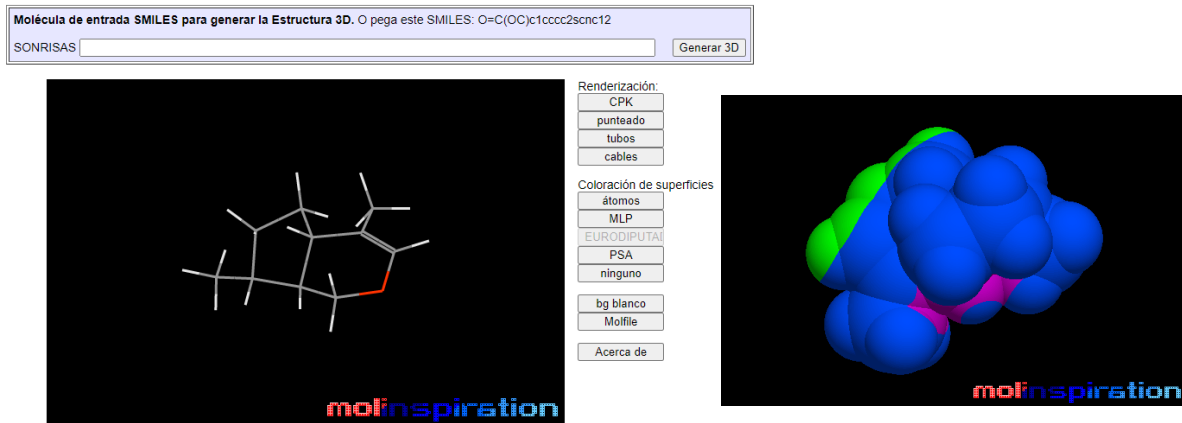 Molécula de entrada SMILES para generar la Estructura 3D. O pega este SMILES: O=C(OC)c1cccc2scnc12
SONRISAS Generar 3D
Renderización:
CPK
punteado
tubos
cables
Coloración de superficies
átomos
MLP
EURODIPUTAD
PSA
ninguno
bg blanco
Molfile
Acerca de
molinspiration
molinspiration